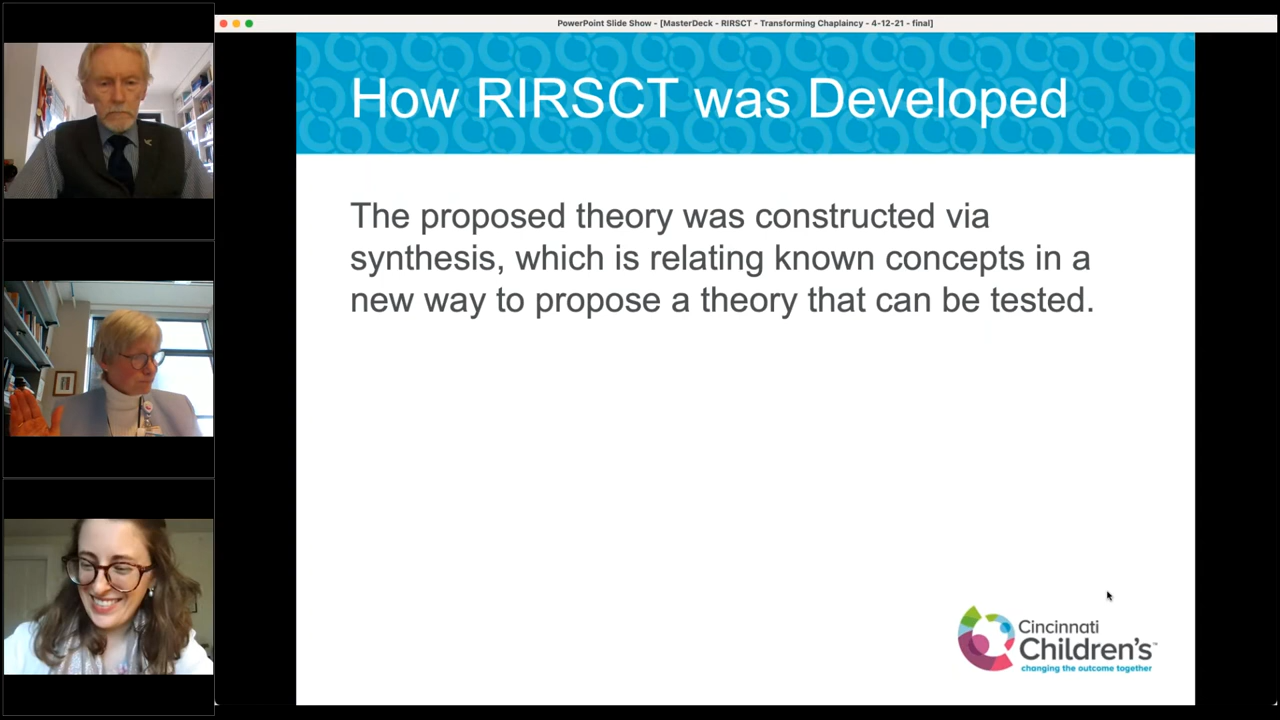 PowerPoint Slide Show - [MasterDeck - RIRSCT - Transforming Chaplaincy - 4-12-21 - final]
How RIRSCT was Developed
The proposed theory was constructed via
synthesis, which is relating known concepts in a
new way to propose a theory that can be tested.
Cincinnati
Children's™
changing the outcome together